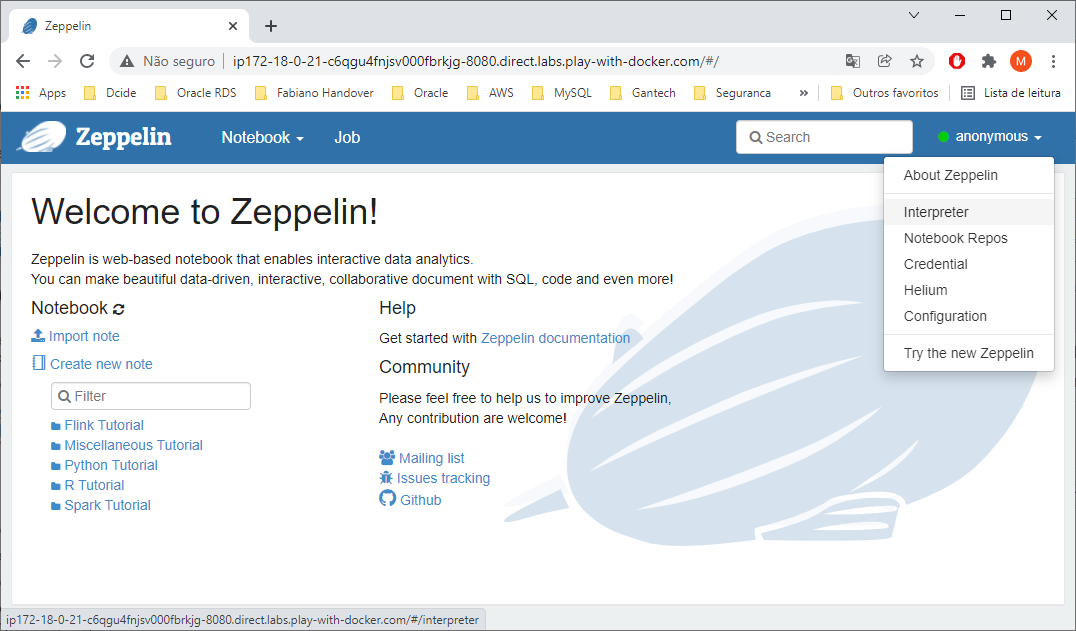 Zeppelin
Não seguro
ip172-18-0-21-c6qgu4fnjsv000fbrkjg-8080.direct.labs.play-with-docker.com/#/
M
Apps
Dcide
Oracle RDS
Fabiano Handover
Oracle
AWS
MySQL
Gantech
Seguranca
»
Outros favoritos
Lista de leitura
Zeppelin
Notebook
Job
Search
anonymous
About Zeppelin
Interpreter
Notebook Repos
Credential
Helium
Configuration
Try the new Zeppelin
Welcome to Zeppelin!
Zeppelin is web-based notebook that enables interactive data analytics.
You can make beautiful data-driven, interactive, collaborative document with SQL, code and even more!
Notebook
Import note
Create new note
Filter
Flink Tutorial
Miscellaneous Tutorial
Python Tutorial
R Tutorial
Spark Tutorial
Help
Get started with Zeppelin documentation
Community
Please feel free to help us to improve Zeppelin,
Any contribution are welcome!
Mailing list
Issues tracking
Github
ip172-18-0-21-c6qgu4fnjsv000fbrkjg-8080.direct.labs.play-with-docker.com/#/interpreter